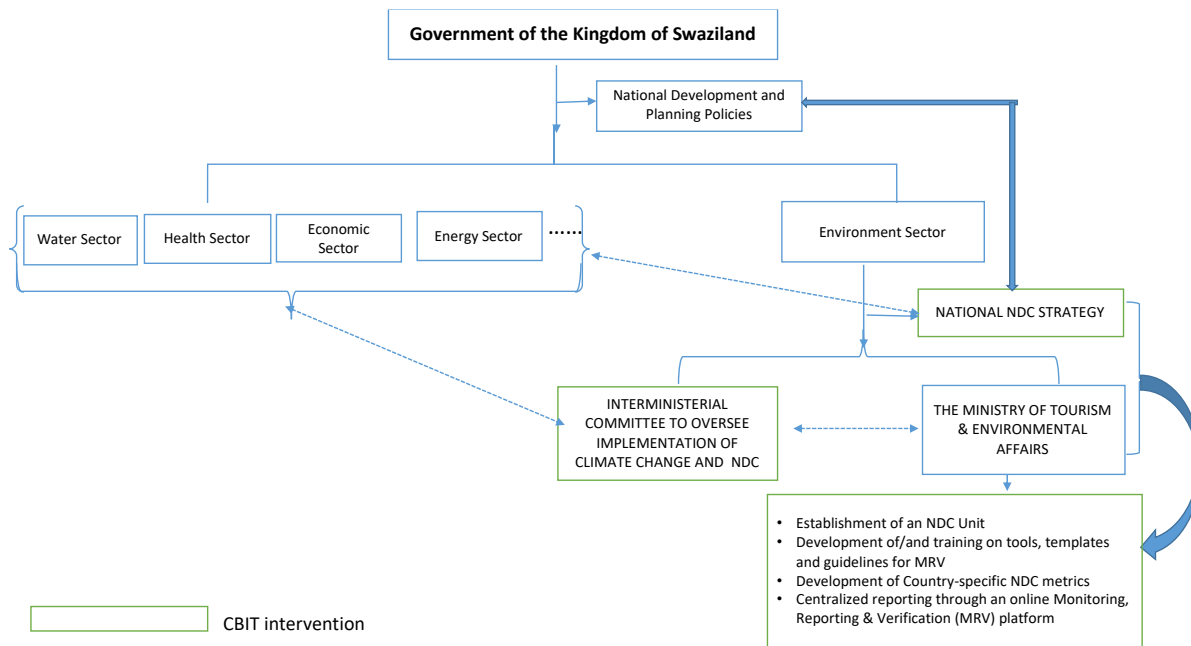 Government of the Kingdom of Swaziland
National Development and
Planning Policies
Water Sector
Health Sector
Economic
Sector
Energy Sector
......
Environment Sector
NATIONAL NDC STRATEGY
INTERMINISTERIAL
COMMITTEE TO OVERSEE
IMPLEMENTATION OF
CLIMATE CHANGE AND NDC
THE MINISTRY OF TOURISM
& ENVIRONMENTAL
AFFAIRS
• Establishment of an NDC Unit
• Development of/and training on tools, templates
and guidelines for MRV
• Development of Country-specific NDC metrics
• Centralized reporting through an online Monitoring,
Reporting & Verification (MRV) platform
CBIT intervention